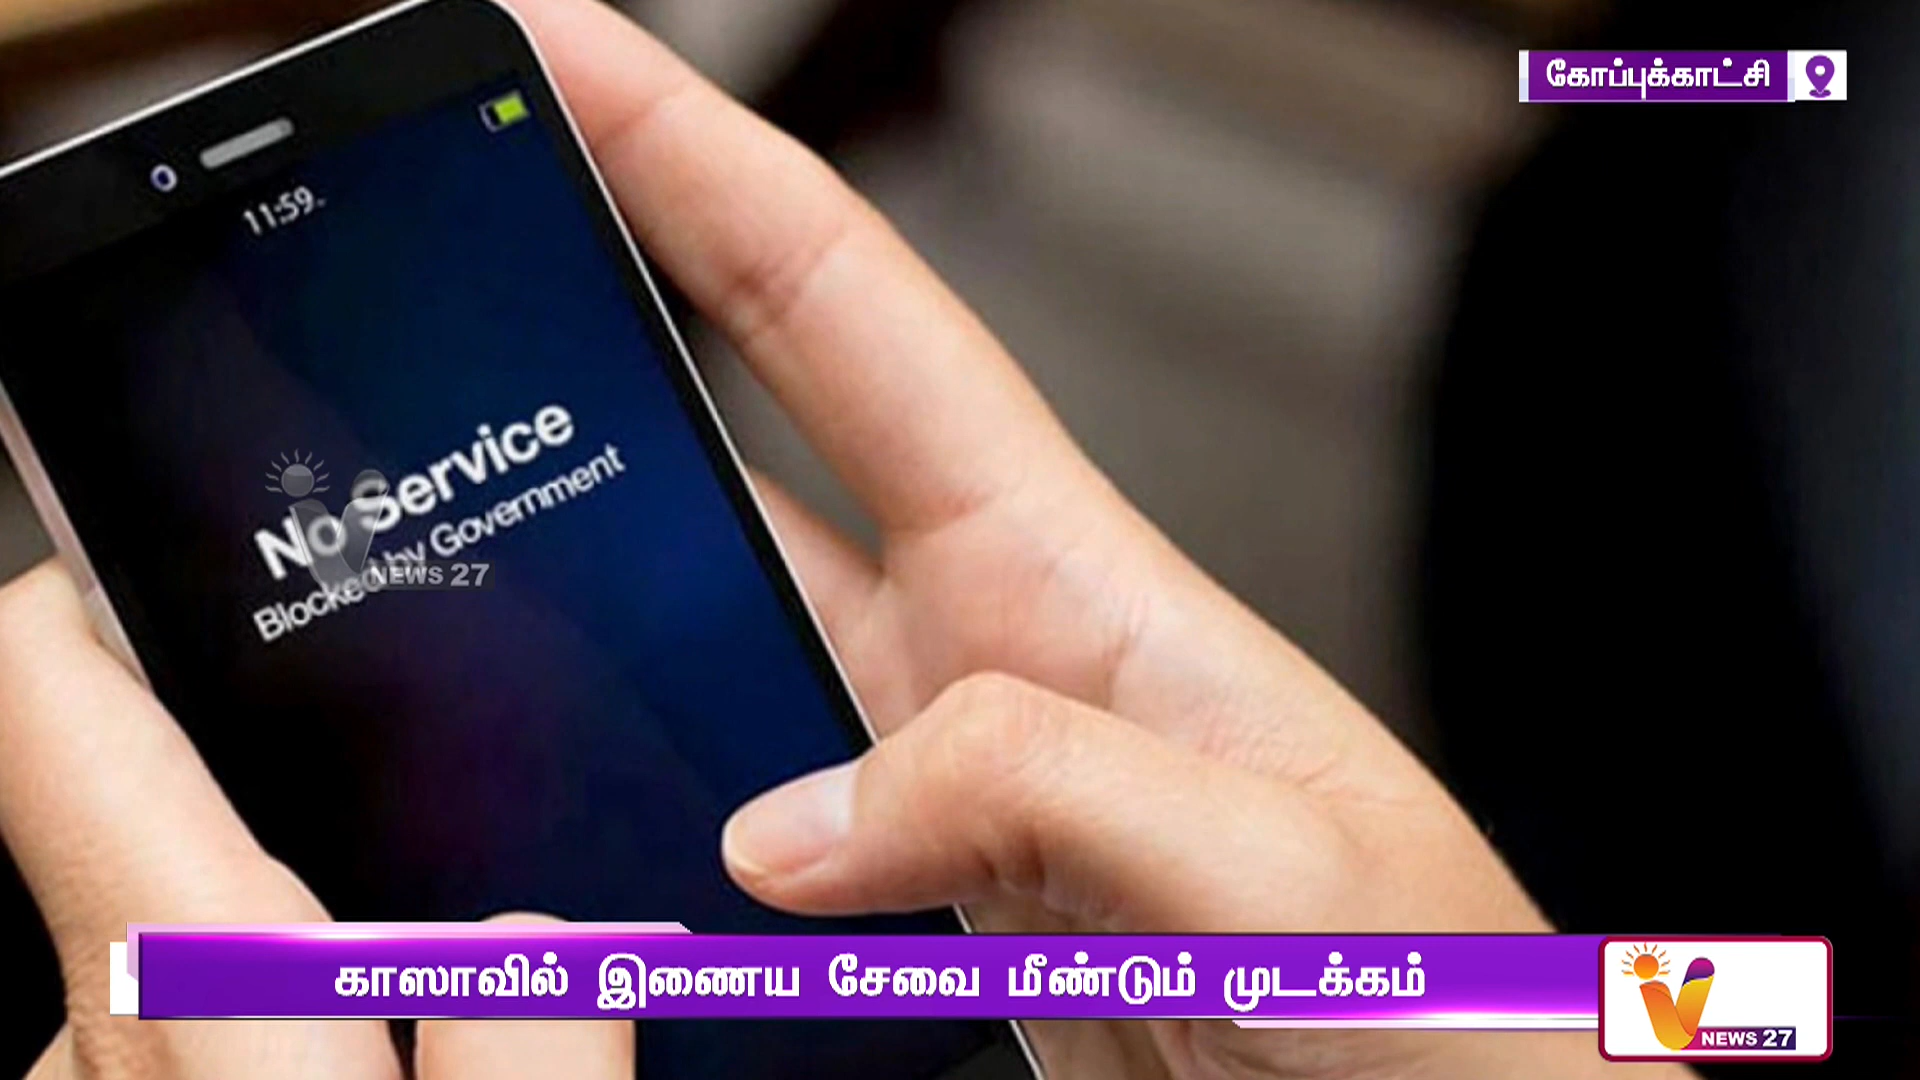 கோப்புக்காட்சி
11:59
No Service
Blocked by Government
NEWS 27
காஸாவில் இணைய சேவை மீண்டும் முடக்கம்
NEWS 27